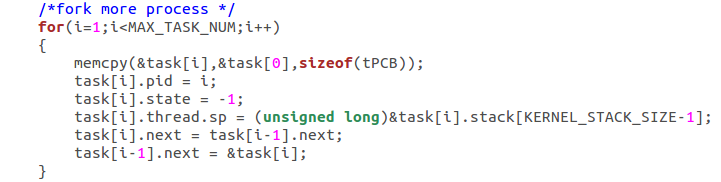 /*fork more process */
for(i=1;i<MAX_TASK_NUM;i++)
{
    memcpy(&task[i],&task[0],sizeof(tPCB));
    task[i].pid = i;
    task[i].state = -1;
    task[i].thread.sp = (unsigned long)&task[i].stack[KERNEL_STACK_SIZE-1];
    task[i].next = task[i-1].next;
    task[i-1].next = &task[i];
}